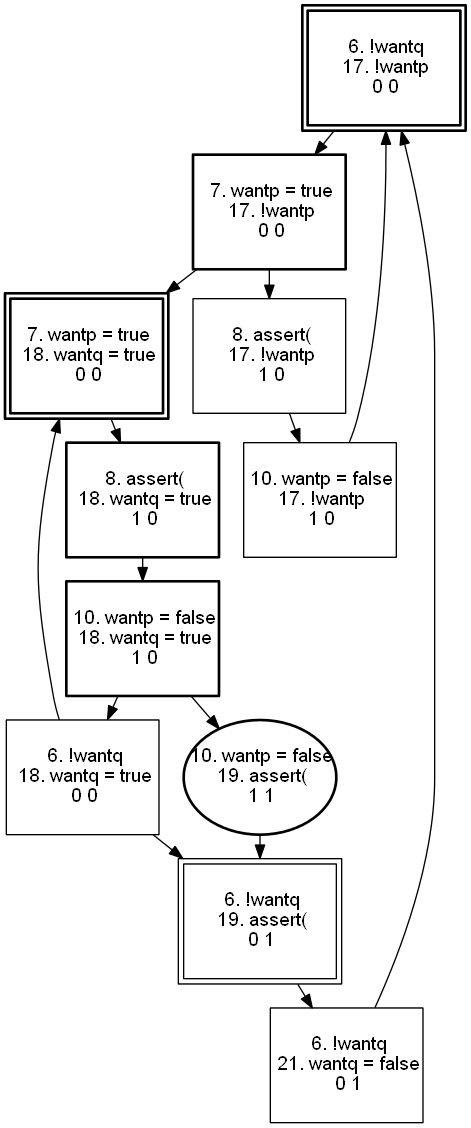 6. !wantq
17. !wantp
0 0
7. wantp = true
17. !wantp
0 0
7. wantp = true
18. wantq = true
0 0
8. assert(
17. !wantp
1 0
8. assert(
18. wantq = true
1 0
10. wantp = false
17. !wantp
1 0
10. wantp = false
18. wantq = true
1 0
6. !wantq
18. wantq = true
0 0
10. wantp = false
19. assert(
1 1
6. !wantq
19. assert(
0 1
6. !wantq
21. wantq = false
0 1